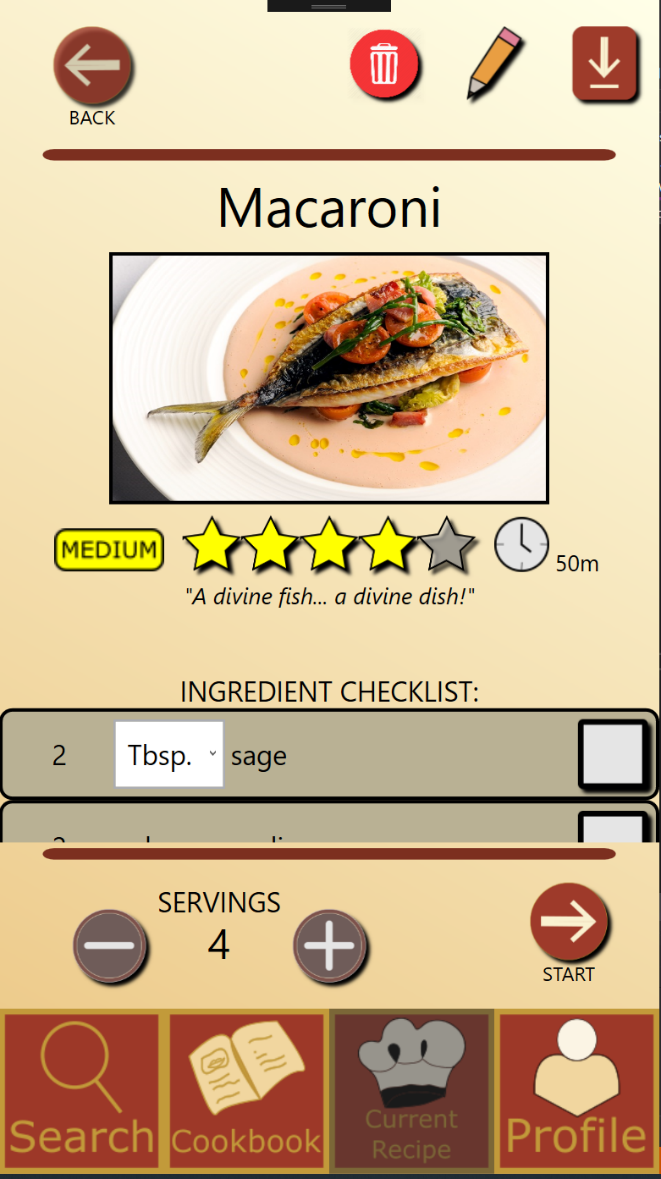 BACK
Macaroni
MEDIUM
50m
"A divine fish... a divine dish!"
INGREDIENT CHECKLIST:
2 Tbsp. sage
SERVINGS
4
START
Search
Cookbook
Current
Recipe
Profile